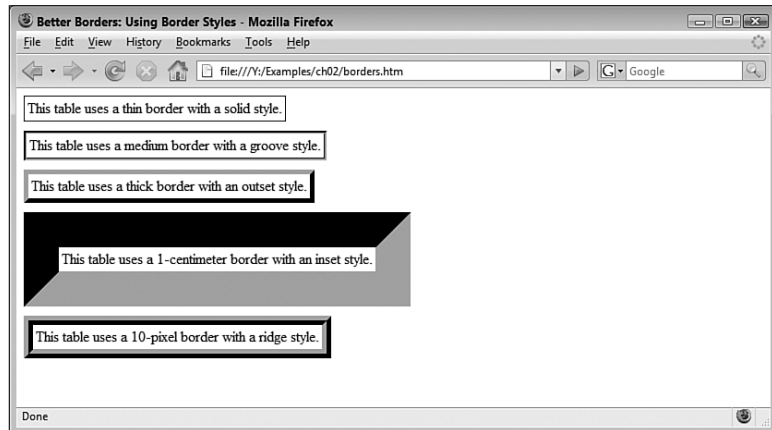 Better Borders: Using Border Styles - Mozilla Firefox
File Edit View History Bookmarks Tools Help
file:///Y:/Examples/ch02/borders.htm G Google
This table uses a thin border with a solid style.
This table uses a medium border with a groove style.
This table uses a thick border with an outset style.
This table uses a 1-centimeter border with an inset style.
This table uses a 10-pixel border with a ridge style.
Done